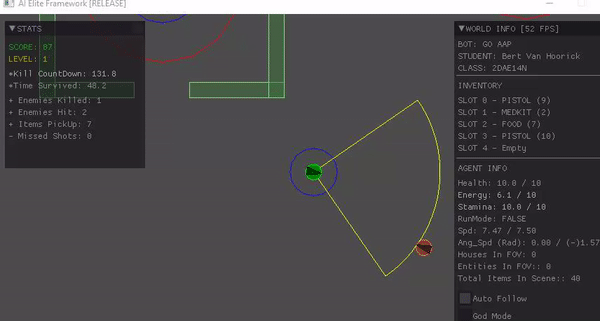 AI Elite Framework [RELEASE]
▼STATS
SCORE: 87
LEVEL: 1
*Kill CountDown: 131.8
*Time Survived: 48.2
+ Enemies Killed: 1
+ Enemies Hit: 2
+ Items PickUp: 7
- Missed Shots: 0
▼WORLD INFO [52 FPS]
BOT: GO AAP
STUDENT: Bert Van Hoorick
CLASS: 2DAE14N
INVENTORY
SLOT 0 - PISTOL (9)
SLOT 1 - MEDKIT (2)
SLOT 2 - FOOD (7)
SLOT 3 - PISTOL (10)
SLOT 4 - Empty
AGENT INFO
Health: 10.0 / 10
Energy: 6.1 / 10
Stamina: 10.0 / 10
RunMode: FALSE
Spd: 7.47 / 7.50
Ang_Spd (Rad): 0.00 / (-)1.57
Houses In FOV:: 0
Entities In FOV:: 0
Total Items In Scene:: 40
Auto Follow
God Mode